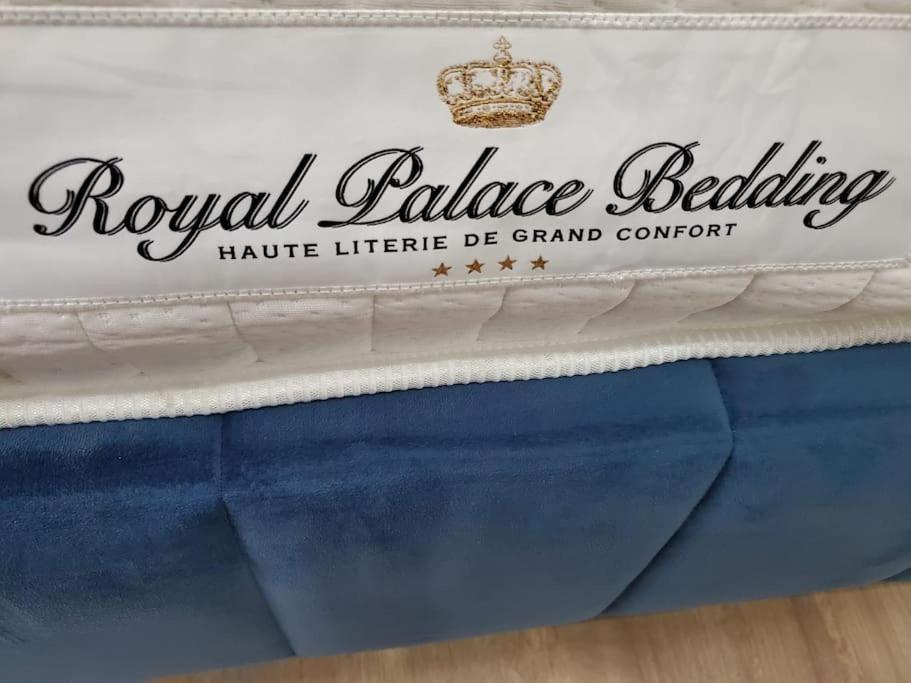 Royal Palace Bedding
HAUTE LITERIE DE GRAND CONFORT